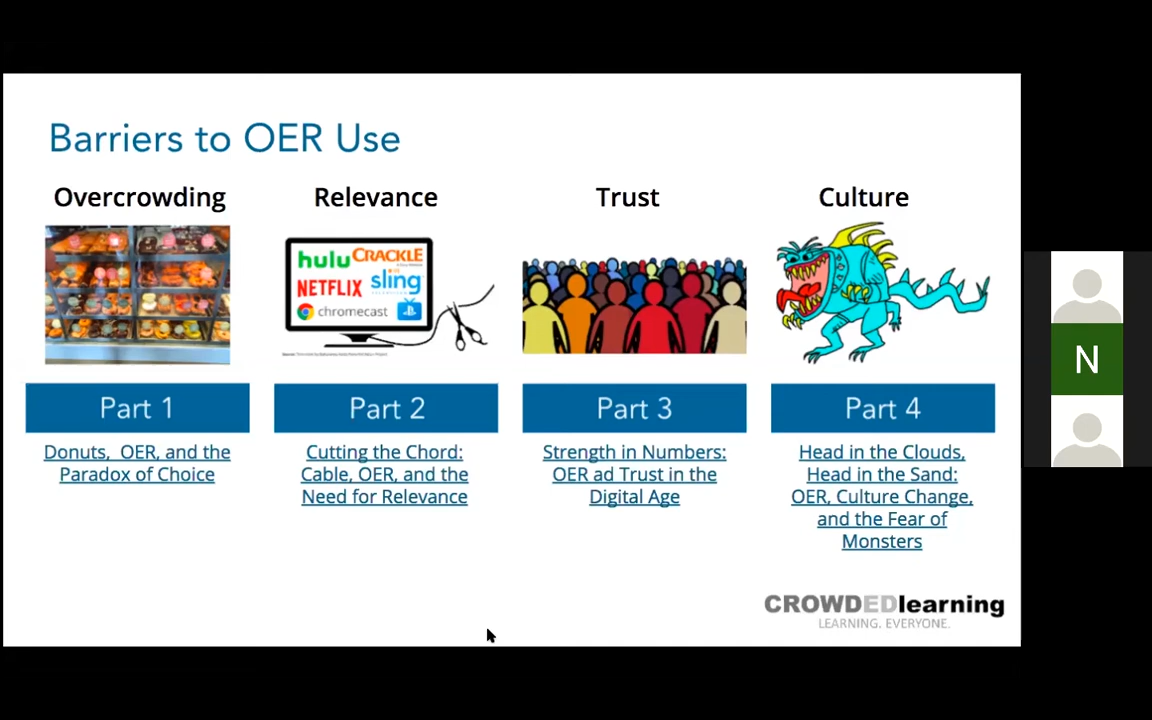 Barriers to OER Use
Overcrowding
Relevance
Trust
Culture
hulu
CRACKLE
NETFLIX
sling
chromecast
Part 1
Part 2
Part 3
Part 4
Donuts, OER, and the
Paradox of Choice
Cutting the Chord:
Cable, OER, and the
Need for Relevance
Strength in Numbers:
OER ad Trust in the
Digital Age
Head in the Clouds,
Head in the Sand:
OER, Culture Change,
and the Fear of
Monsters
CROWDEDlearning
LEARNING. EVERYONE.
N